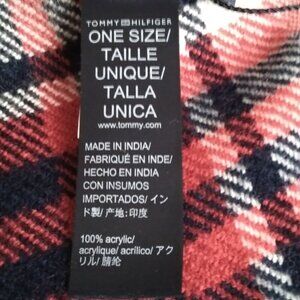 TOMMY HILFIGER
ONE SIZE/
TAILLE
UNIQUE/
TALLA
UNICA
www.tommy.com
MADE IN INDIA/
FABRIQUÉ EN INDE/
HECHO EN INDIA
CON INSUMOS
IMPORTADOS/ イン
ド製/ 产地: 印度
100% acrylic/
acrylique/ acrílico/ アク
リル/ 腈纶